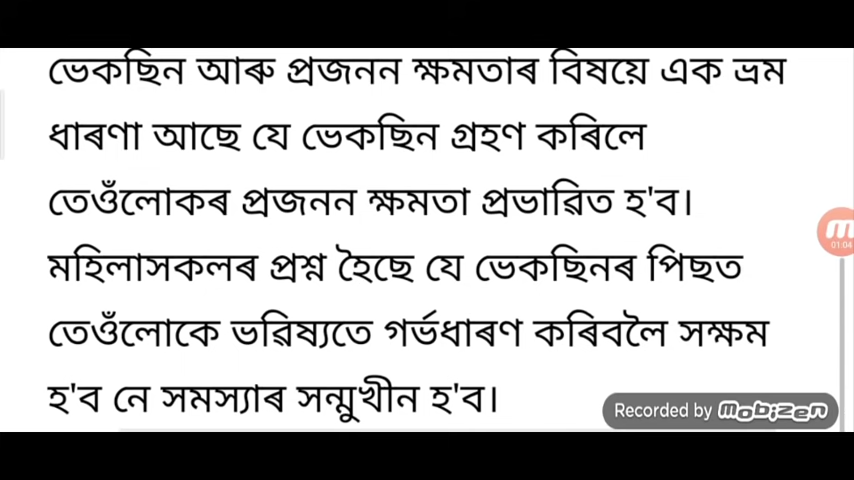 ভেকছিন আৰু প্ৰজনন ক্ষমতাৰ বিষয়ে এক ভ্ৰম
ধাৰণা আছে যে ভেকছিন গ্ৰহণ কৰিলে
তেওঁলোকৰ প্ৰজনন ক্ষমতা প্ৰভাৱিত হ'ব।
মহিলাসকলৰ প্ৰশ্ন হৈছে যে ভেকছিনৰ পিছত
তেওঁলোকে ভৱিষ্যতে গৰ্ভধাৰণ কৰিবলৈ সক্ষম
হ'ব নে সমস্যাৰ সন্মুখীন হ'ব।
01:04
Recorded by mobizen